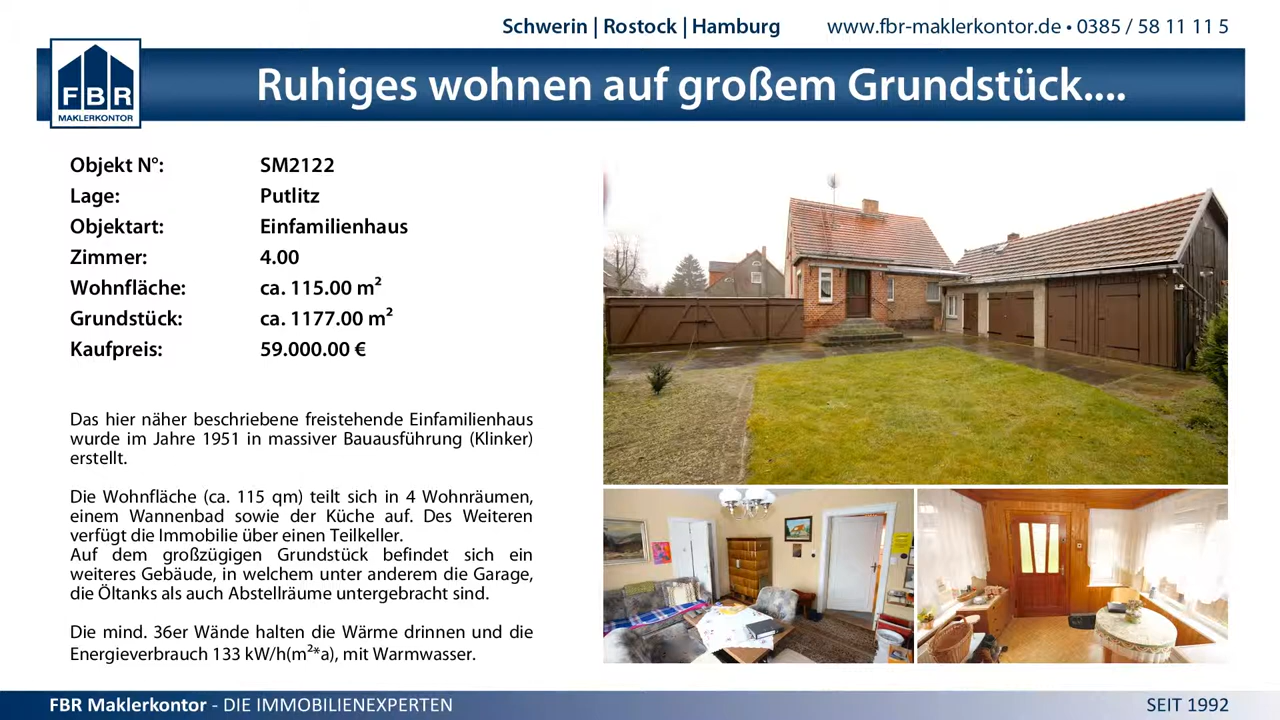 Schwerin | Rostock | Hamburg
www.fbr-maklerkontor.de • 0385 / 58 11 11 5
FBR
MAKLERKONTOR
Ruhiges wohnen auf großem Grundstück....
Objekt N°: SM2122
Lage: Putlitz
Objektart: Einfamilienhaus
Zimmer: 4.00
Wohnfläche: ca. 115.00 m²
Grundstück: ca. 1177.00 m²
Kaufpreis: 59.000.00 €
Das hier näher beschriebene freistehende Einfamilienhaus
wurde im Jahre 1951 in massiver Bauausführung (Klinker)
erstellt.
Die Wohnfläche (ca. 115 qm) teilt sich in 4 Wohnräumen,
einem Wannenbad sowie der Küche auf. Des Weiteren
verfügt die Immobilie über einen Teilkeller.
Auf dem großzügigen Grundstück befindet sich ein
weiteres Gebäude, in welchem unter anderem die Garage,
die Öltanks als auch Abstellräume untergebracht sind.
Die mind. 36er Wände halten die Wärme drinnen und die
Energieverbrauch 133 kW/h(m²*a), mit Warmwasser.
FBR Maklerkontor - DIE IMMOBILIENEXPERTEN
SEIT 1992